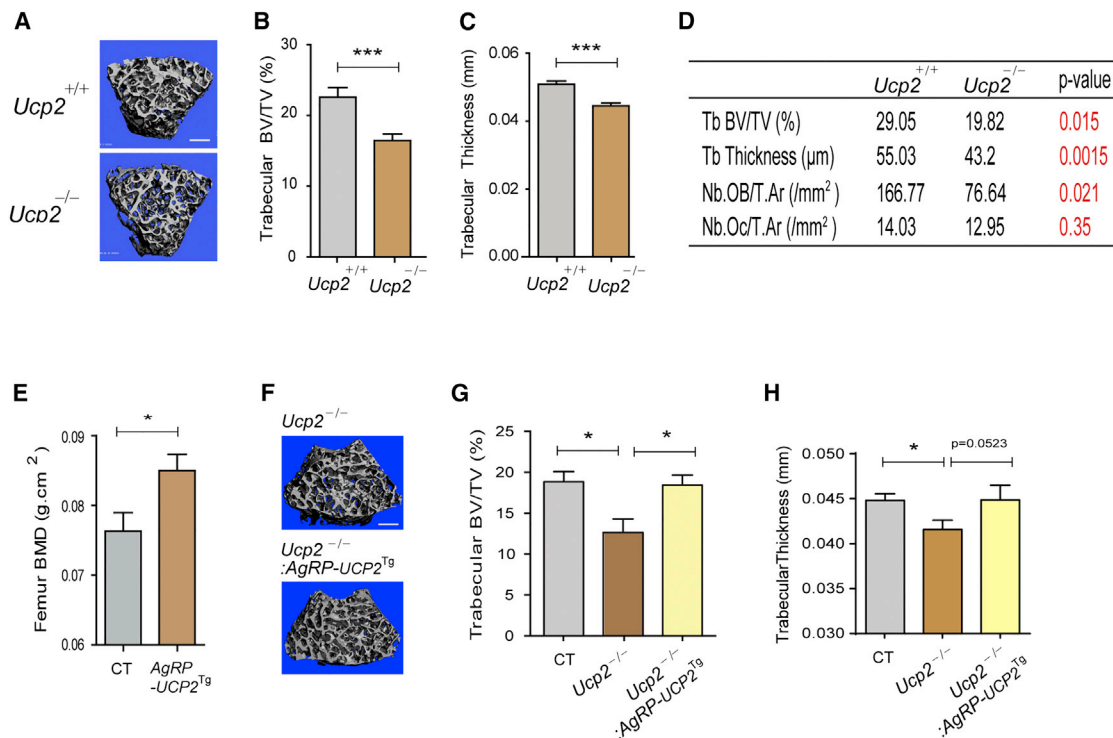 A
Ucp2+/+
Ucp2−/−
B
Trabecular BV/TV (%)
30
20
10
0
***
Ucp2+/+
Ucp2−/−
C
Trabecular Thickness (mm)
0.06
0.04
0.02
0.00
***
Ucp2+/+
Ucp2−/−
D
Ucp2+/+ Ucp2−/− p-value
Tb BV/TV (%) 29.05 19.82 0.015
Tb Thickness (µm) 55.03 43.2 0.0015
Nb.OB/T.Ar (/mm2 ) 166.77 76.64 0.021
Nb.Oc/T.Ar (/mm2 ) 14.03 12.95 0.35
E
Femur BMD (g.cm2 )
0.09
0.08
0.07
0.06
*
CT
AgRP
-UCP2Tg
F
Ucp2−/−
Ucp2−/−
:AgRP-UCP2Tg
G
Trabecular BV/TV (%)
25
20
15
10
5
0
*
*
CT
Ucp2−/−
Ucp2−/−
:AgRP-UCP2Tg
H
Trabecular Thickness (mm)
0.050
0.045
0.040
0.035
0.030
*
p=0.0523
CT
Ucp2−/−
Ucp2−/−
:AgRP-UCP2Tg